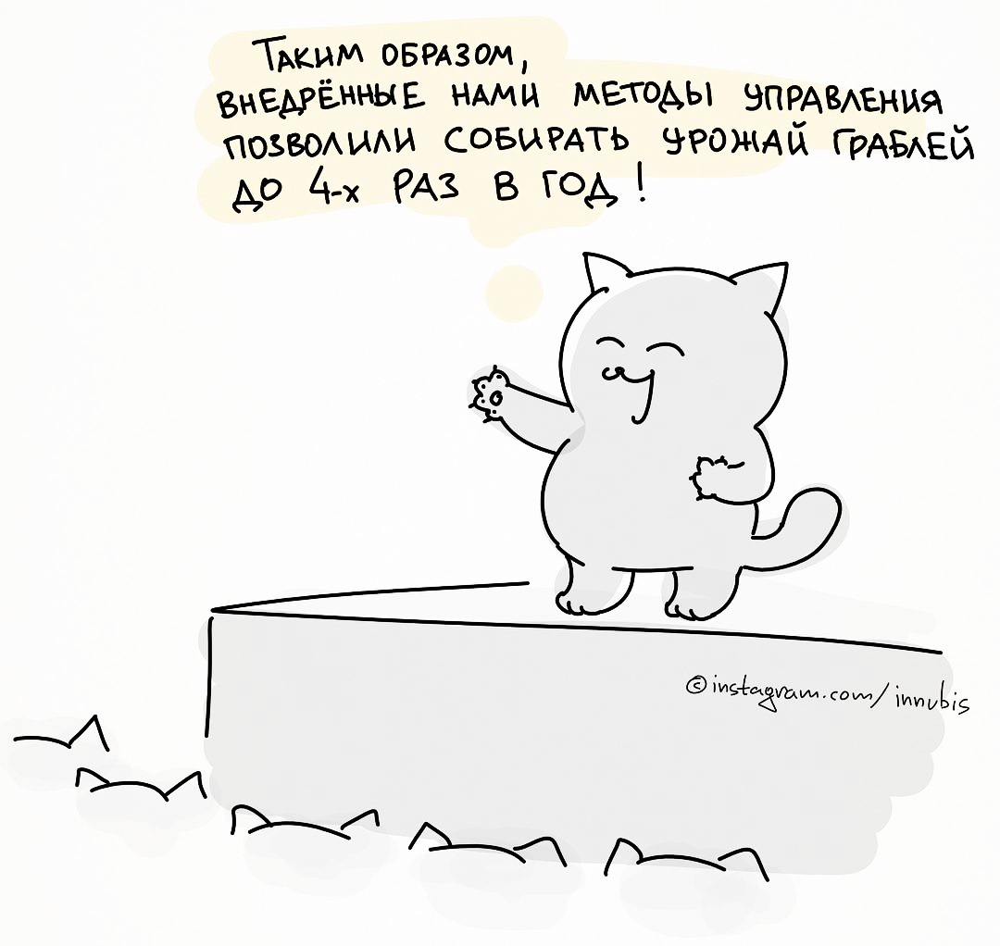 Таким образом,
внедрённые нами методы управления
позволили собирать урожай граблей
до 4-х раз в год!
© instagram.com/innubis